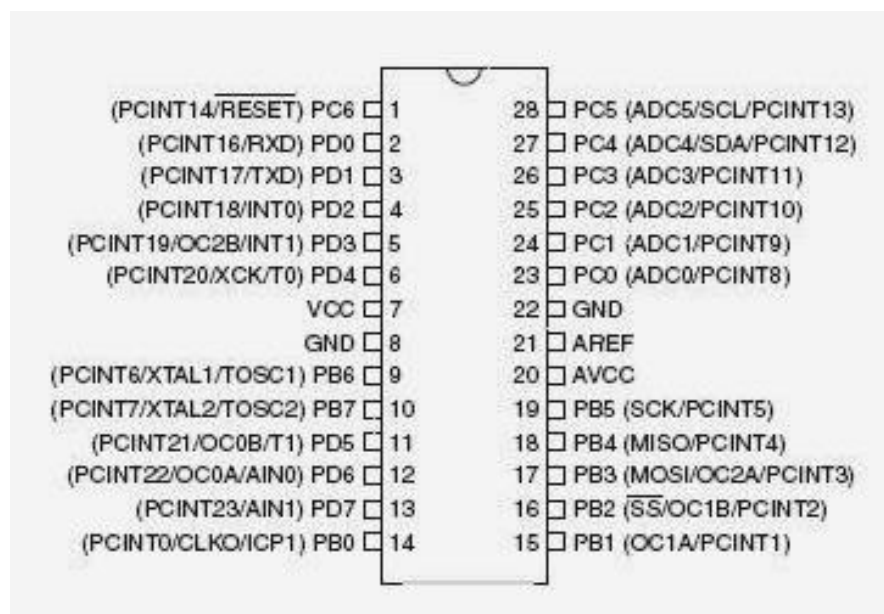 (PCINT14/RESET) PC6 1 28 PC5 (ADC5/SCL/PCINT13)
(PCINT16/RXD) PD0 2 27 PC4 (ADC4/SDA/PCINT12)
(PCINT17/TXD) PD1 3 26 PC3 (ADC3/PCINT11)
(PCINT18/INT0) PD2 4 25 PC2 (ADC2/PCINT10)
(PCINT19/OC2B/INT1) PD3 5 24 PC1 (ADC1/PCINT9)
(PCINT20/XCK/T0) PD4 6 23 PC0 (ADC0/PCINT8)
VCC 7 22 GND
GND 8 21 AREF
(PCINT6/XTAL1/TOSC1) PB6 9 20 AVCC
(PCINT7/XTAL2/TOSC2) PB7 10 19 PB5 (SCK/PCINT5)
(PCINT21/OC0B/T1) PD5 11 18 PB4 (MISO/PCINT4)
(PCINT22/OC0A/AIN0) PD6 12 17 PB3 (MOSI/OC2A/PCINT3)
(PCINT23/AIN1) PD7 13 16 PB2 (SS/OC1B/PCINT2)
(PCINT0/CLKO/ICP1) PB0 14 15 PB1 (OC1A/PCINT1)